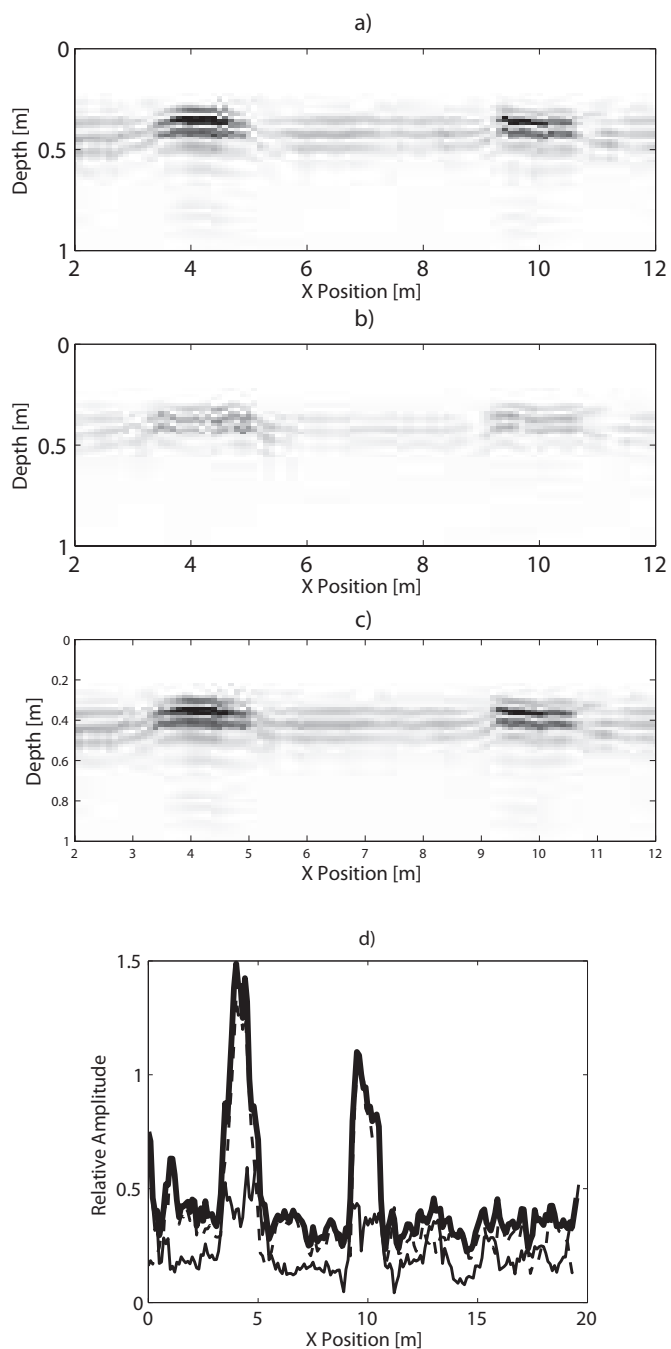 a)
0
0.5
1
Depth [m]
2 4 6 8 10 12
X Position [m]
b)
0
0.5
1
Depth [m]
2 4 6 8 10 12
X Position [m]
c)
0
0.2
0.4
0.6
0.8
1
Depth [m]
2 3 4 5 6 7 8 9 10 11 12
X Position [m]
d)
1.5
1
0.5
0
Relative Amplitude
0 5 10 15 20
X Position [m]